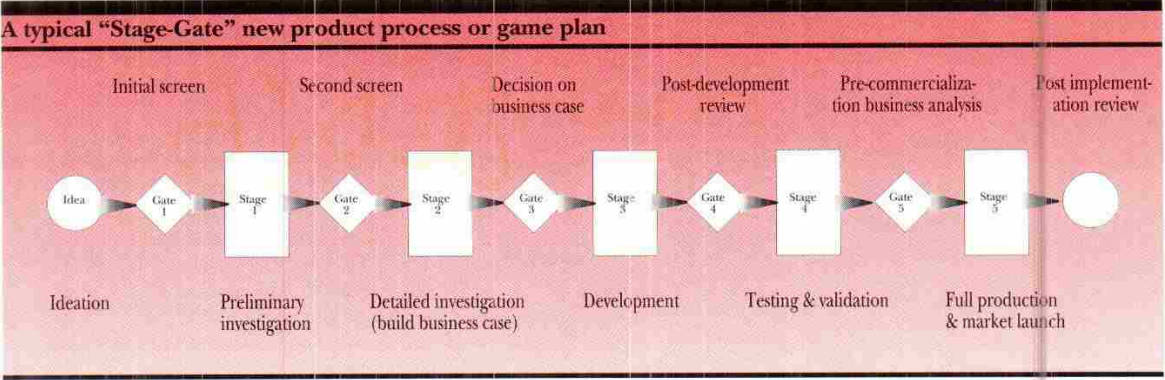 A typical “Stage-Gate” new product process or game plan
Initial screen
Second screen
Decision on
business case
Post-development
review
Pre-commercializa-
tion business analysis
Post implement-
ation review
Idea
Gate
1
Stage
1
Gate
2
Stage
2
Gate
3
Stage
3
Gate
4
Stage
4
Gate
5
Stage
5
Ideation
Preliminary
investigation
Detailed investigation
(build business case)
Development
Testing & validation
Full production
& market launch